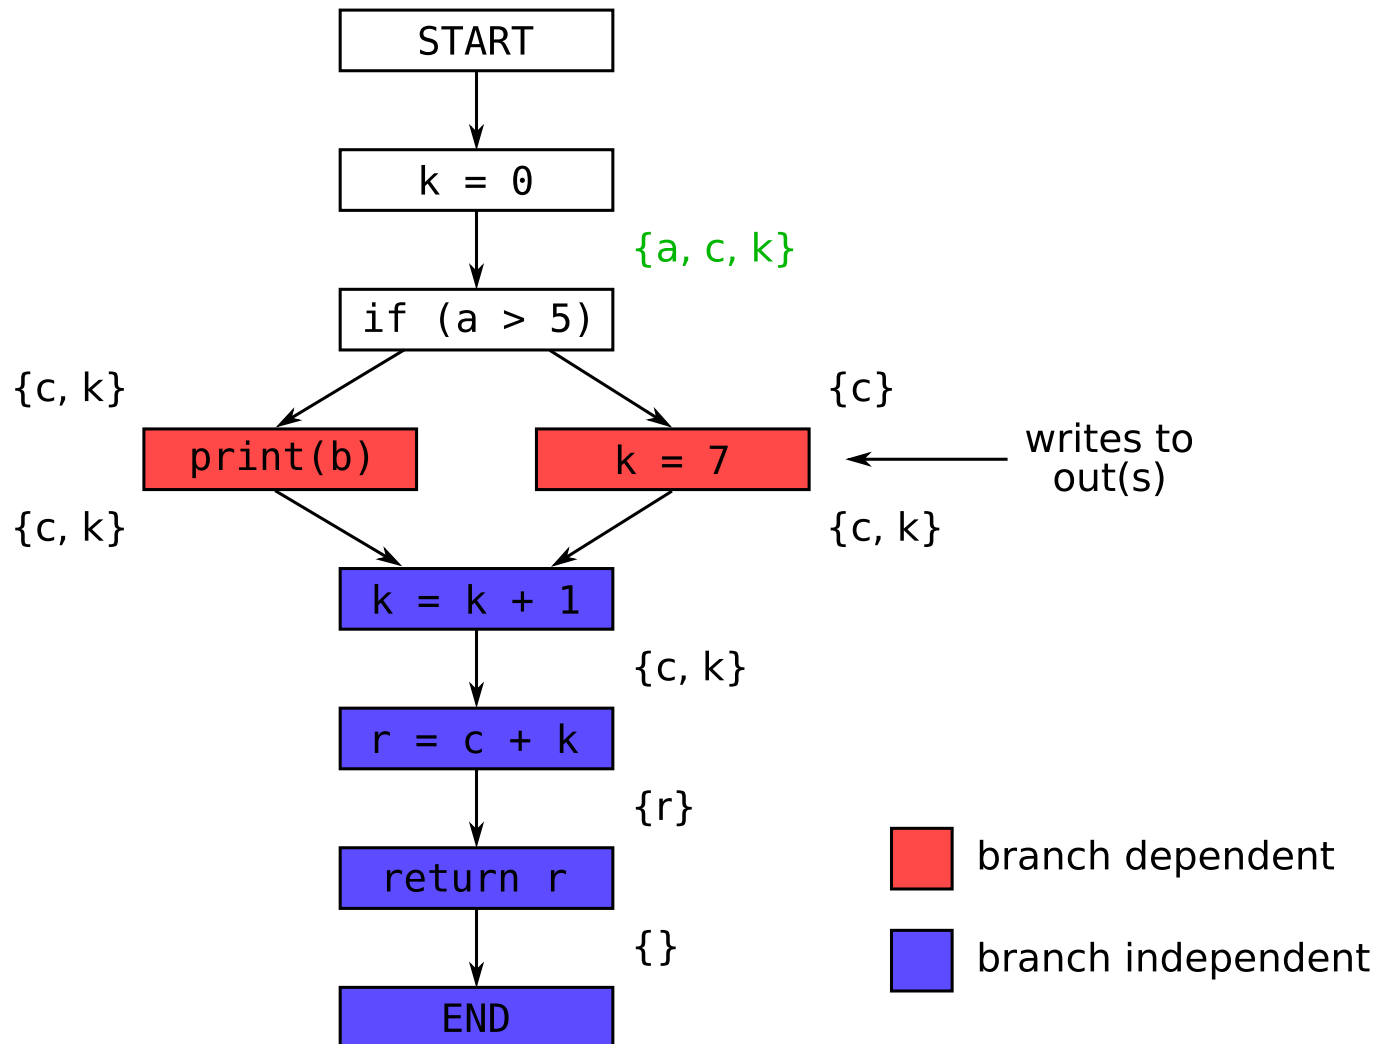 START
k = 0
{a, c, k}
if (a > 5)
{c, k}
{c}
print(b)
k = 7
writes to
out(s)
{c, k}
{c, k}
k = k + 1
{c, k}
r = c + k
{r}
return r
{}
END
branch dependent
branch independent